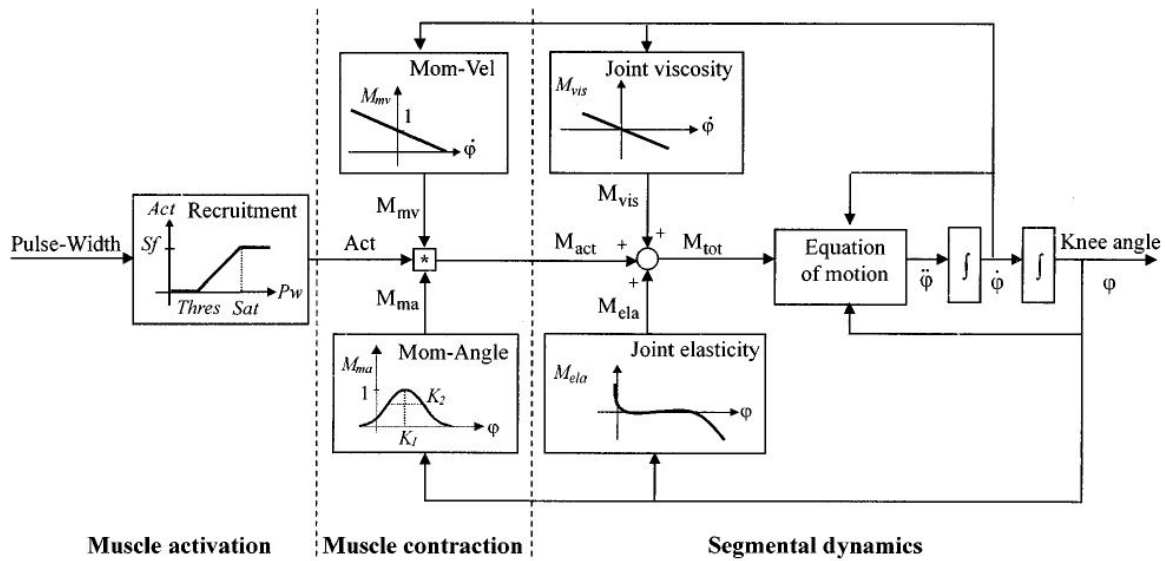 Mom-Vel
M_mv
1
φ̇
Joint viscosity
M_vis
φ̇
M_mv
M_vis
Recruitment
Act
Sf
Thres
Sat
Pw
Pulse-Width
Act
*
M_act
+
+
+
M_tot
Equation
of motion
φ̈
∫
φ̇
∫
Knee angle
φ
M_ma
M_ela
Mom-Angle
M_ma
1
K_2
K_1
φ
Joint elasticity
M_ela
φ
Muscle activation
Muscle contraction
Segmental dynamics